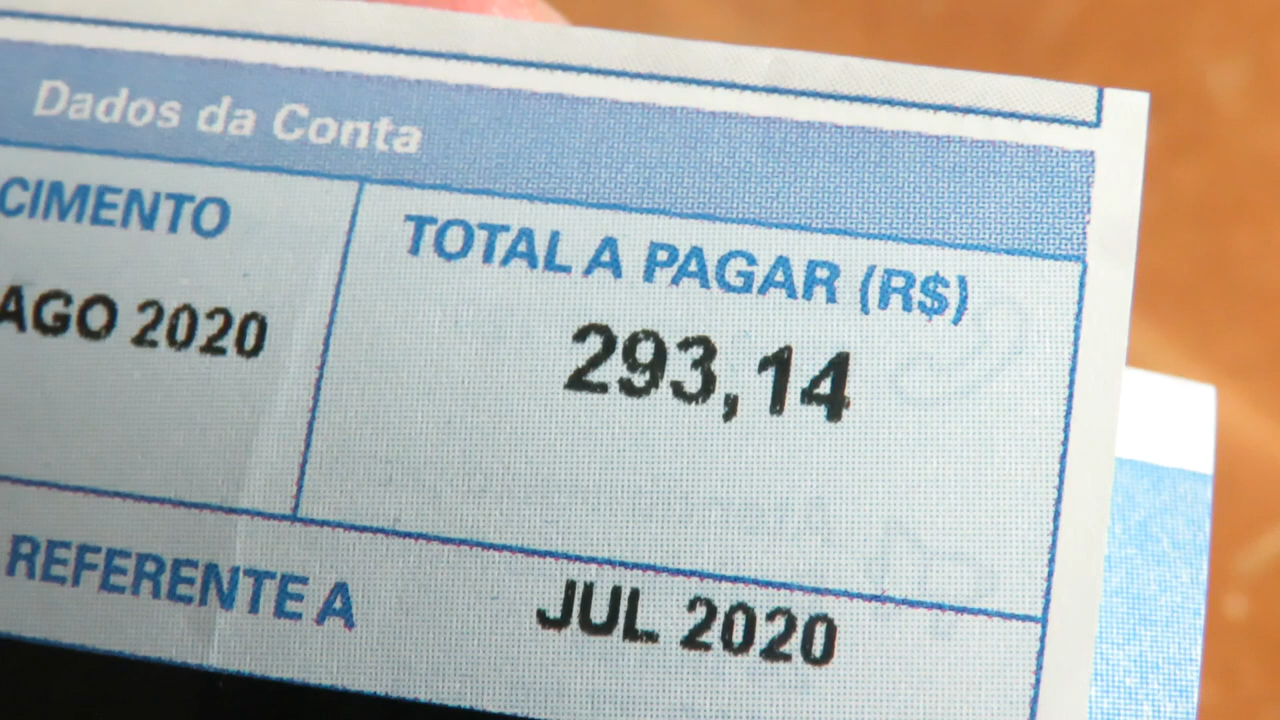 Dados da Conta
CIMENTO
TOTAL A PAGAR (R$)
AGO 2020
293,14
REFERENTE A
JUL 2020